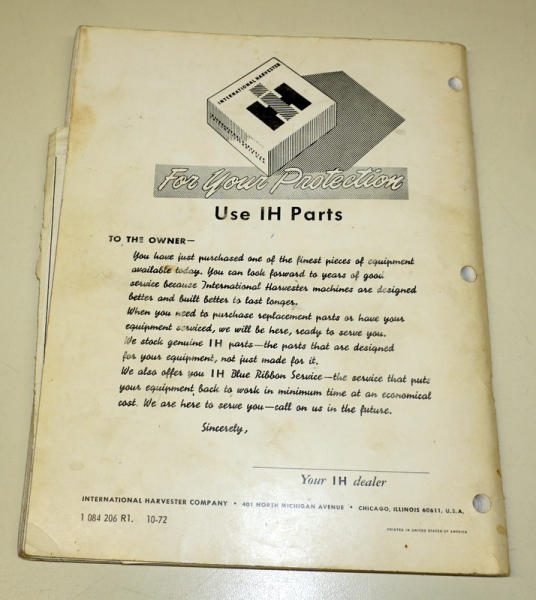 INTERNATIONAL HARVESTER
IH
INTERNATIONAL HARVESTER
For Your Protection
Use IH Parts
TO THE OWNER—
You have just purchased one of the finest pieces of equipment
available today. You can look forward to years of good
service because International Harvester machines are designed
better and built better to last longer.
When you need to purchase replacement parts or have your
equipment serviced, we will be here, ready to serve you.
We stock genuine IH parts—the parts that are designed
for your equipment, not just made for it.
We also offer you IH Blue Ribbon Service—the service that puts
your equipment back to work in minimum time at an economical
cost. We are here to serve you—call on us in the future.
Sincerely,
Your IH dealer
INTERNATIONAL HARVESTER COMPANY • 401 NORTH MICHIGAN AVENUE • CHICAGO, ILLINOIS 60611, U.S.A.
1 084 206 R1. 10-72
PRINTED IN UNITED STATES OF AMERICA